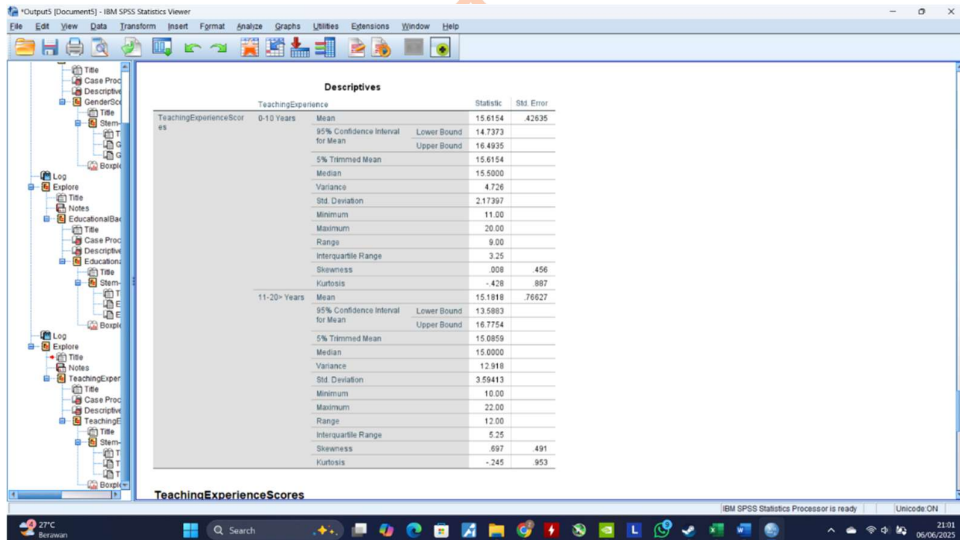 *Output5 [Document5] - IBM SPSS Statistics Viewer
File Edit View Data Transform Insert Format Analyze Graphs Utilities Extensions Window Help
Title
Case Proc
Descriptive
GenderSco
Title
Stem-
T
G
G
Boxplo
Log
Explore
Title
Notes
EducationalBac
Title
Case Proc
Descriptive
Educationa
Title
Stem-
T
E
E
Boxpl
Log
Explore
Title
Notes
TeachingExper
Title
Case Proc
Descriptive
TeachingE
Title
Stem-
T
T
T
Boxple
Descriptives
TeachingExperience Statistic Std. Error
TeachingExperienceScor 0-10 Years Mean 15.6154 .42635
es
95% Confidence Interval Lower Bound 14.7373
for Mean Upper Bound 16.4935
5% Trimmed Mean 15.6154
Median 15.5000
Variance 4.726
Std. Deviation 2.17397
Minimum 11.00
Maximum 20.00
Range 9.00
Interquartile Range 3.25
Skewness .008 .456
Kurtosis -.428 .887
11-20> Years Mean 15.1818 .76627
95% Confidence Interval Lower Bound 13.5883
for Mean Upper Bound 16.7754
5% Trimmed Mean 15.0859
Median 15.0000
Variance 12.918
Std. Deviation 3.59413
Minimum 10.00
Maximum 22.00
Range 12.00
Interquartile Range 5.25
Skewness .697 .491
Kurtosis -.245 .953
TeachingExperienceScores
IBM SPSS Statistics Processor is ready Unicode:ON
27°C
Berawan
Search
21:01
06/06/2025